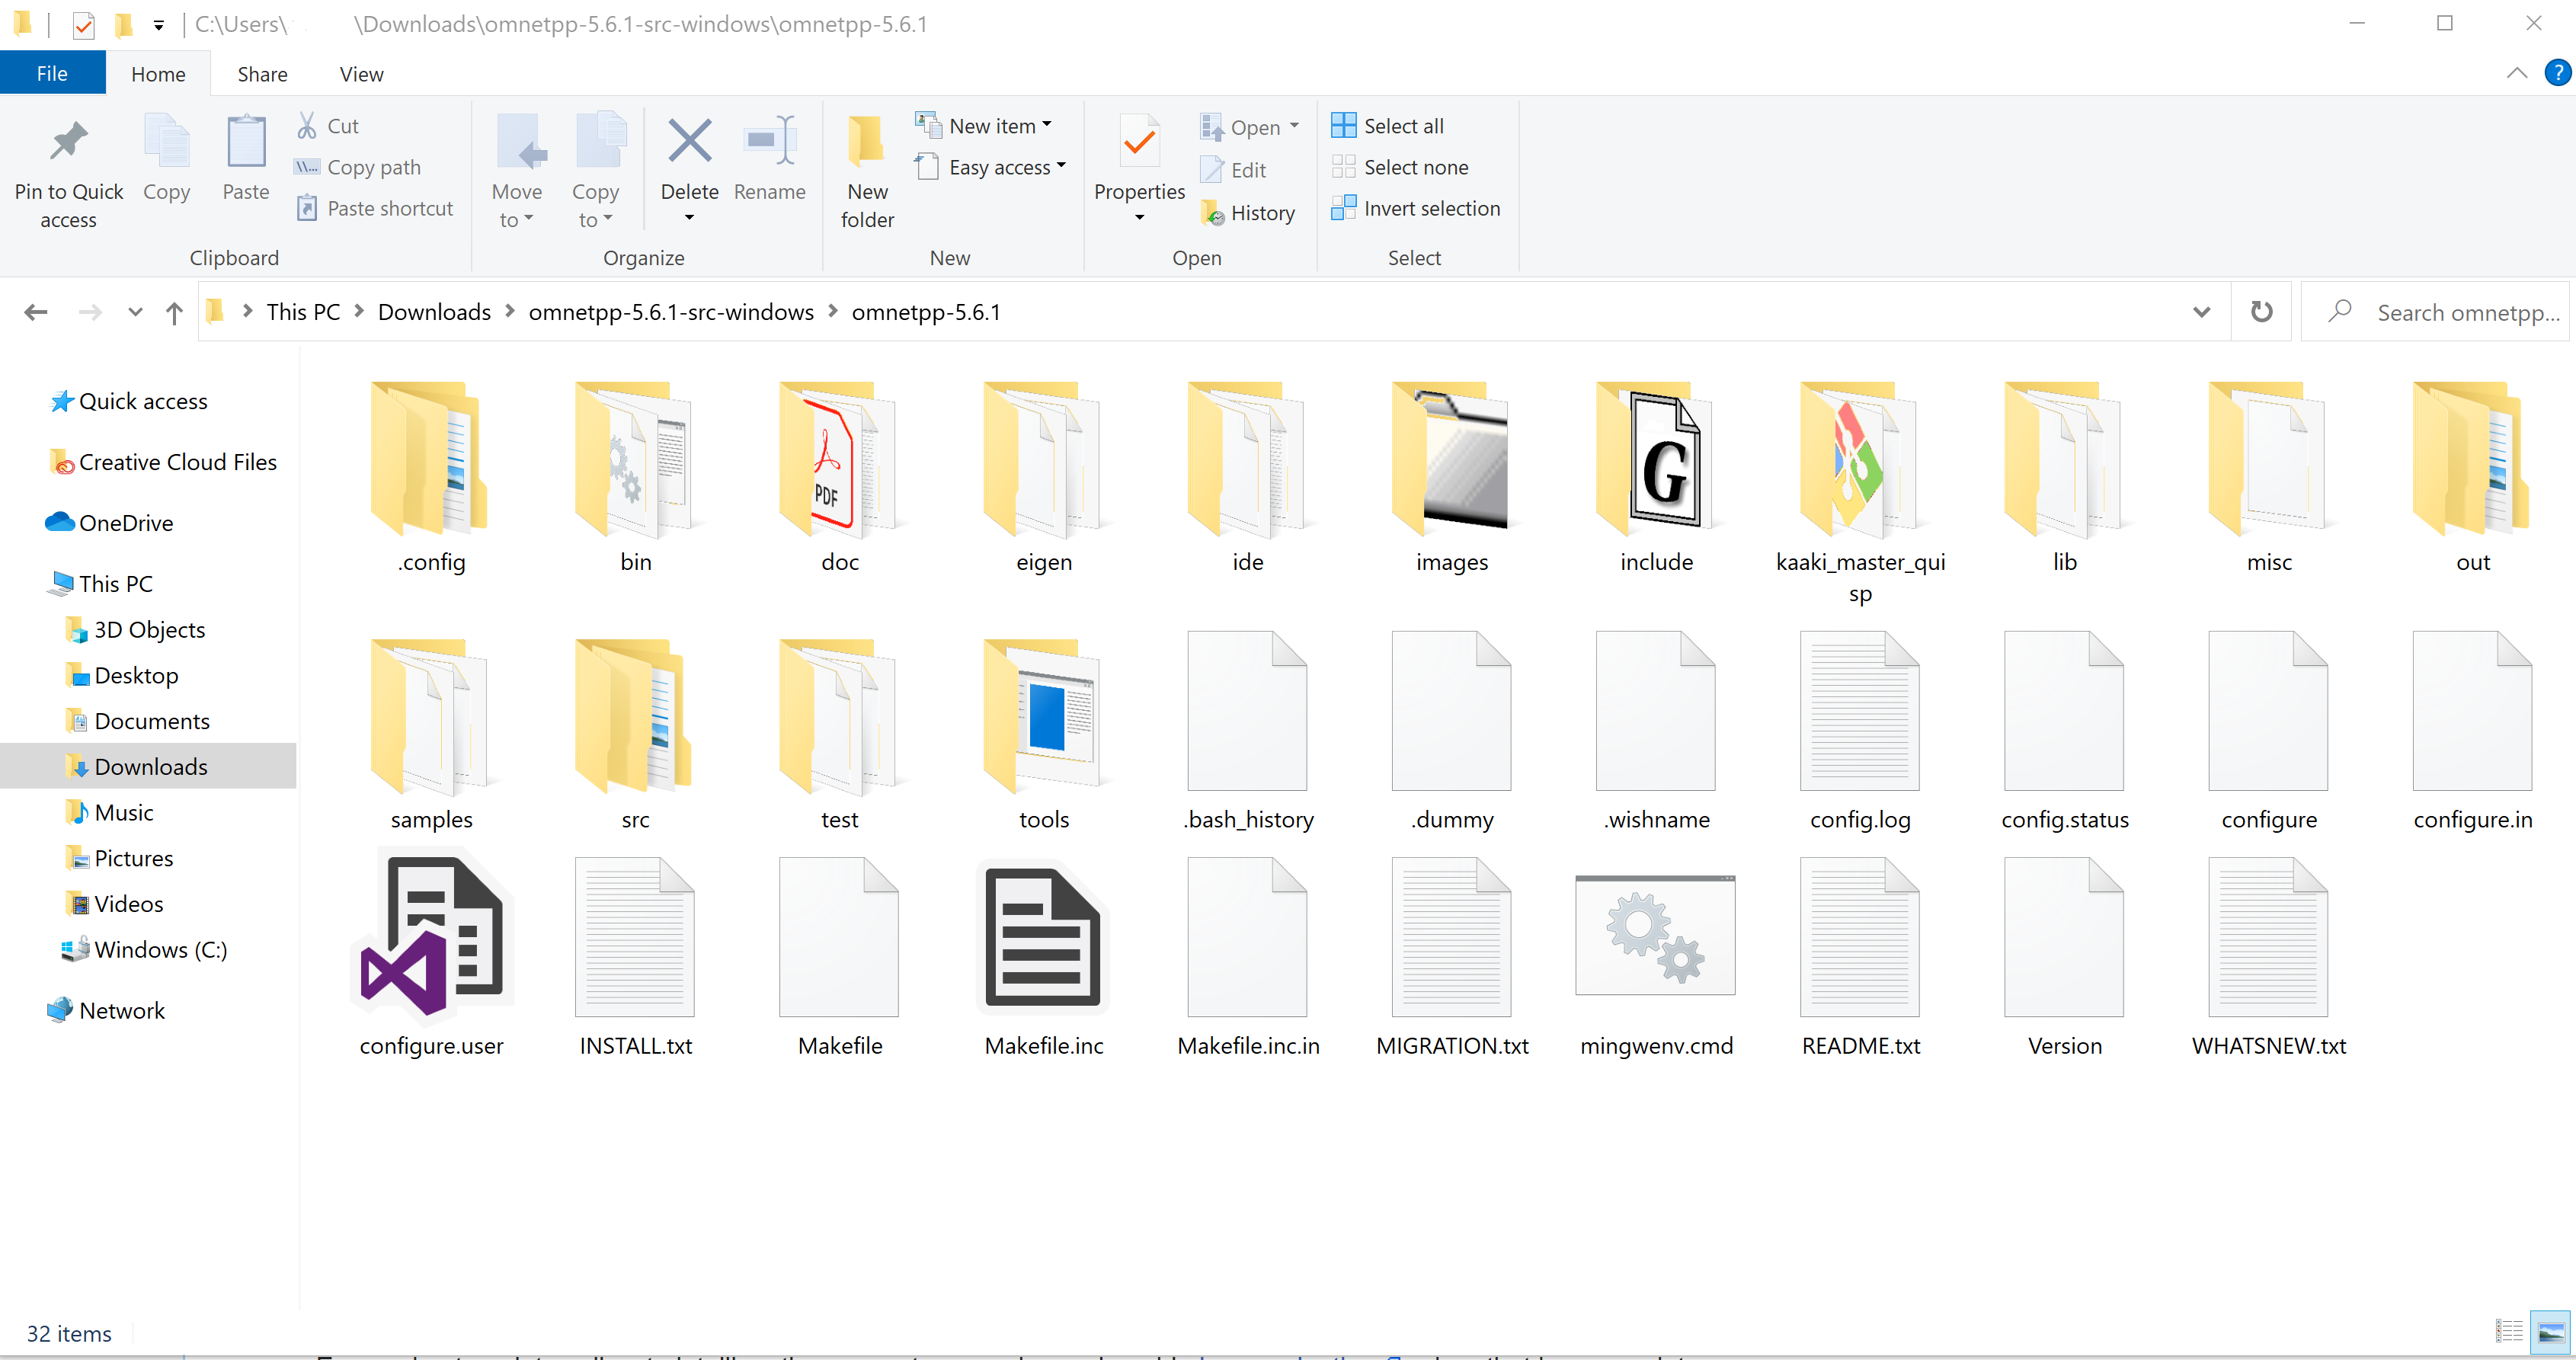 C:\Users\ \Downloads\omnetpp-5.6.1-src-windows\omnetpp-5.6.1
File Home Share View
Pin to Quick access
Copy
Paste
Cut
Copy path
Paste shortcut
Clipboard
Move to
Copy to
Delete
Rename
Organize
New folder
New item
Easy access
New
Properties
Open
Edit
History
Open
Select all
Select none
Invert selection
Select
This PC Downloads omnetpp-5.6.1-src-windows omnetpp-5.6.1
Search omnetpp...
Quick access
Creative Cloud Files
OneDrive
This PC
3D Objects
Desktop
Documents
Downloads
Music
Pictures
Videos
Windows (C:)
Network
.config bin doc eigen ide images include kaaki_master_qui lib misc out
sp
PDF
G
samples src test tools .bash_history .dummy .wishname config.log config.status configure configure.in
configure.user INSTALL.txt Makefile Makefile.inc Makefile.inc.in MIGRATION.txt mingwenv.cmd README.txt Version WHATSNEW.txt
32 items